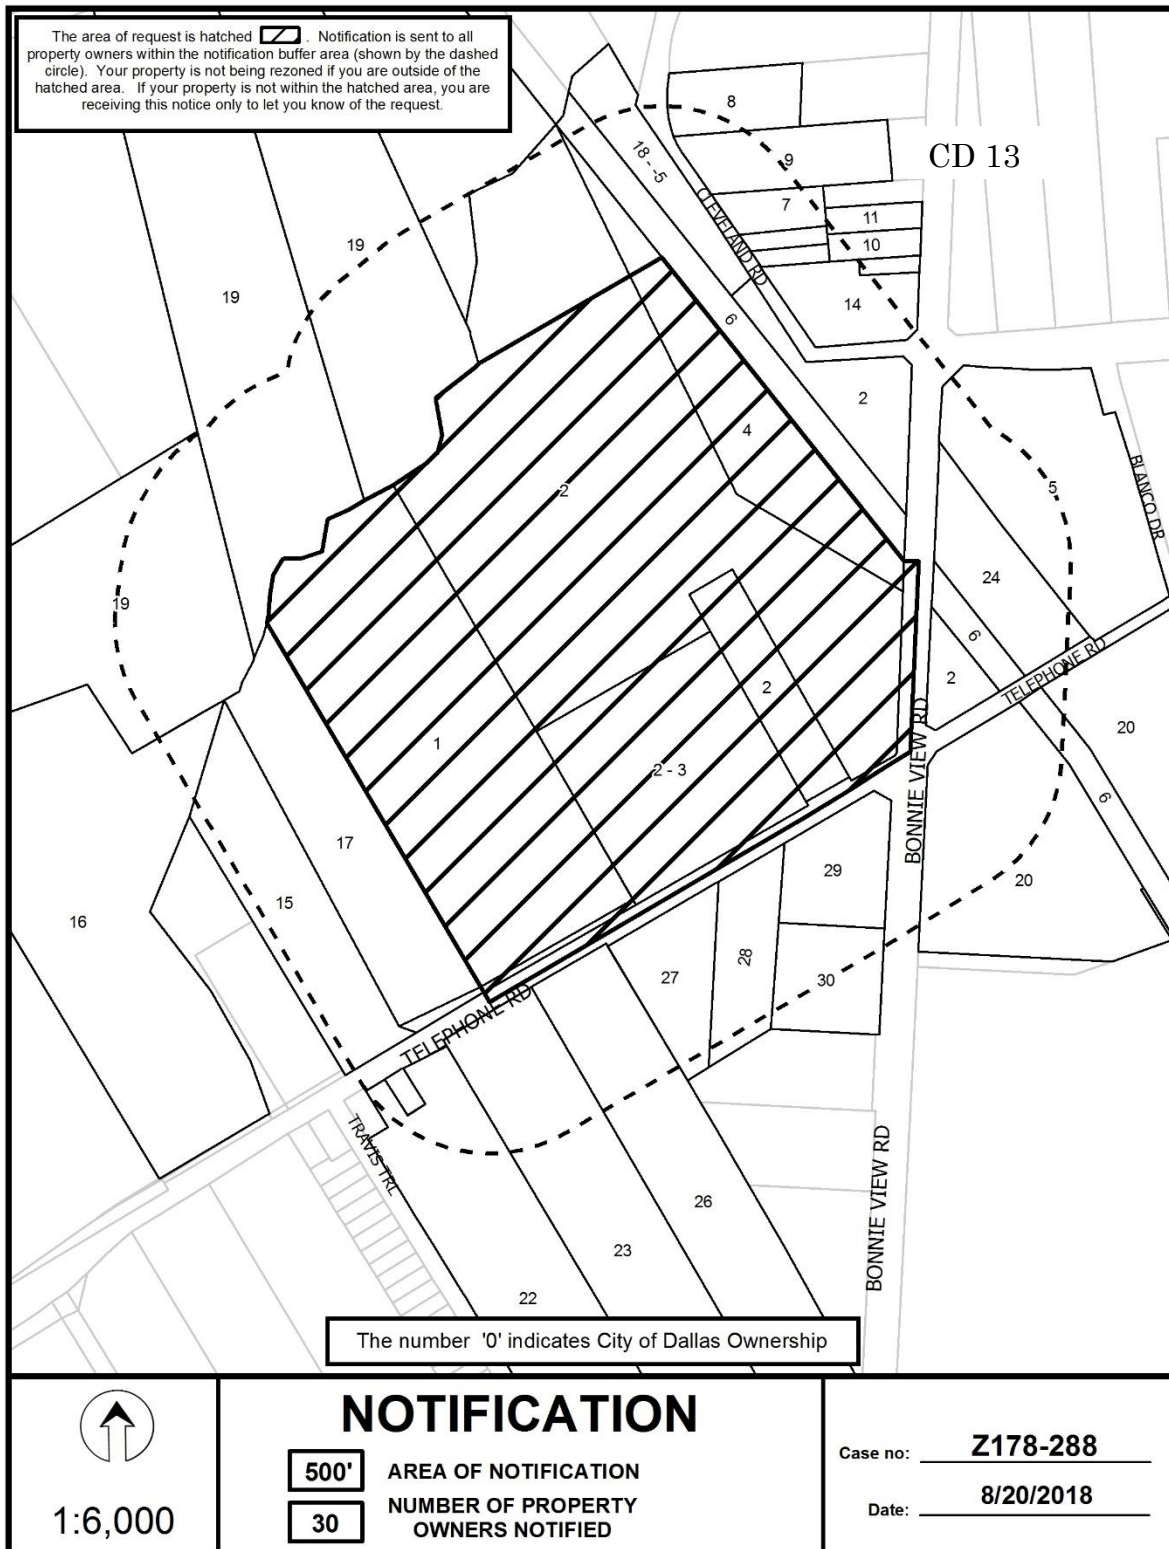 The area of request is hatched . Notification is sent to all
property owners within the notification buffer area (shown by the dashed
circle). Your property is not being rezoned if you are outside of the
hatched area. If your property is not within the hatched area, you are
receiving this notice only to let you know of the request.
8
CD 13
9
18 - -5
7
CLEVELAND RD
11
10
19
19
14
6
2
4
BLANCO DR
2
5
24
19
6
TELEPHONE RD
2
2
20
1
2 - 3
BONNIE VIEW RD
6
17
29
20
15
16
28
27
30
TELEPHONE RD
TRAVIS TRL
BONNIE VIEW RD
26
23
22
The number '0' indicates City of Dallas Ownership
1:6,000
NOTIFICATION
500' AREA OF NOTIFICATION
30 NUMBER OF PROPERTY
OWNERS NOTIFIED
Case no: Z178-288
Date: 8/20/2018